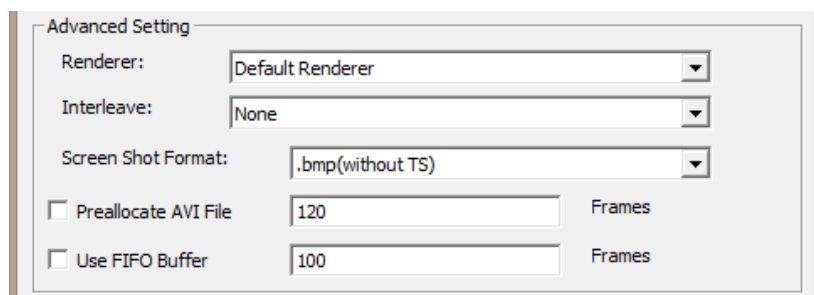 Advanced Setting
Renderer: Default Renderer
Interleave: None
Screen Shot Format: .bmp(without TS)
Preallocate AVI File 120 Frames
Use FIFO Buffer 100 Frames